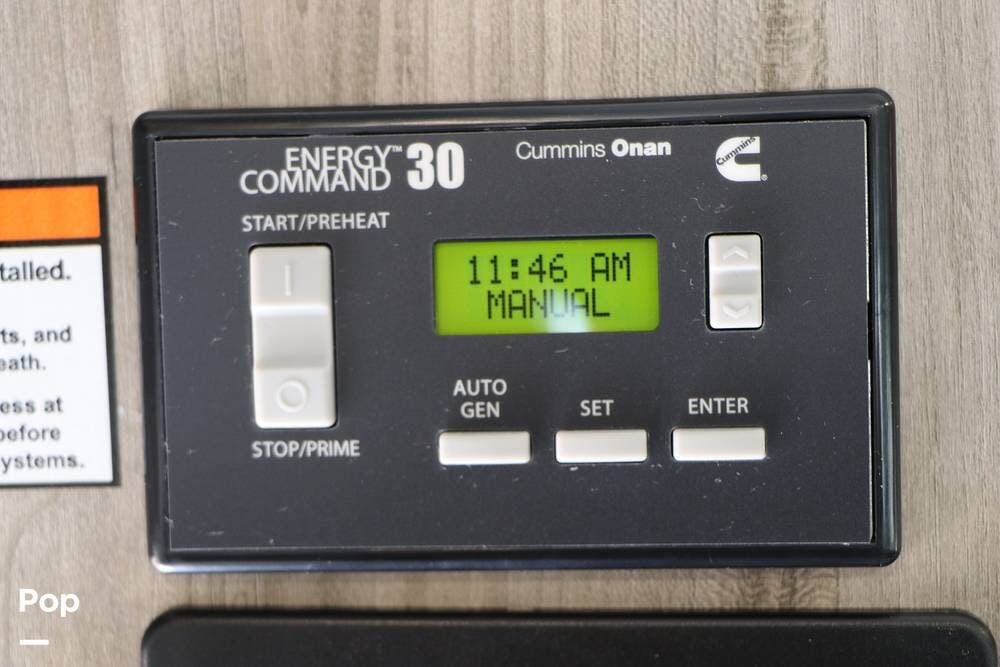 ENERGY™
COMMAND 30
Cummins Onan
Cummins®
START/PREHEAT
11:46 AM
MANUAL
AUTO
GEN
SET
ENTER
STOP/PRIME
talled.
ts, and
eath.
ess at
before
ystems.
Pop